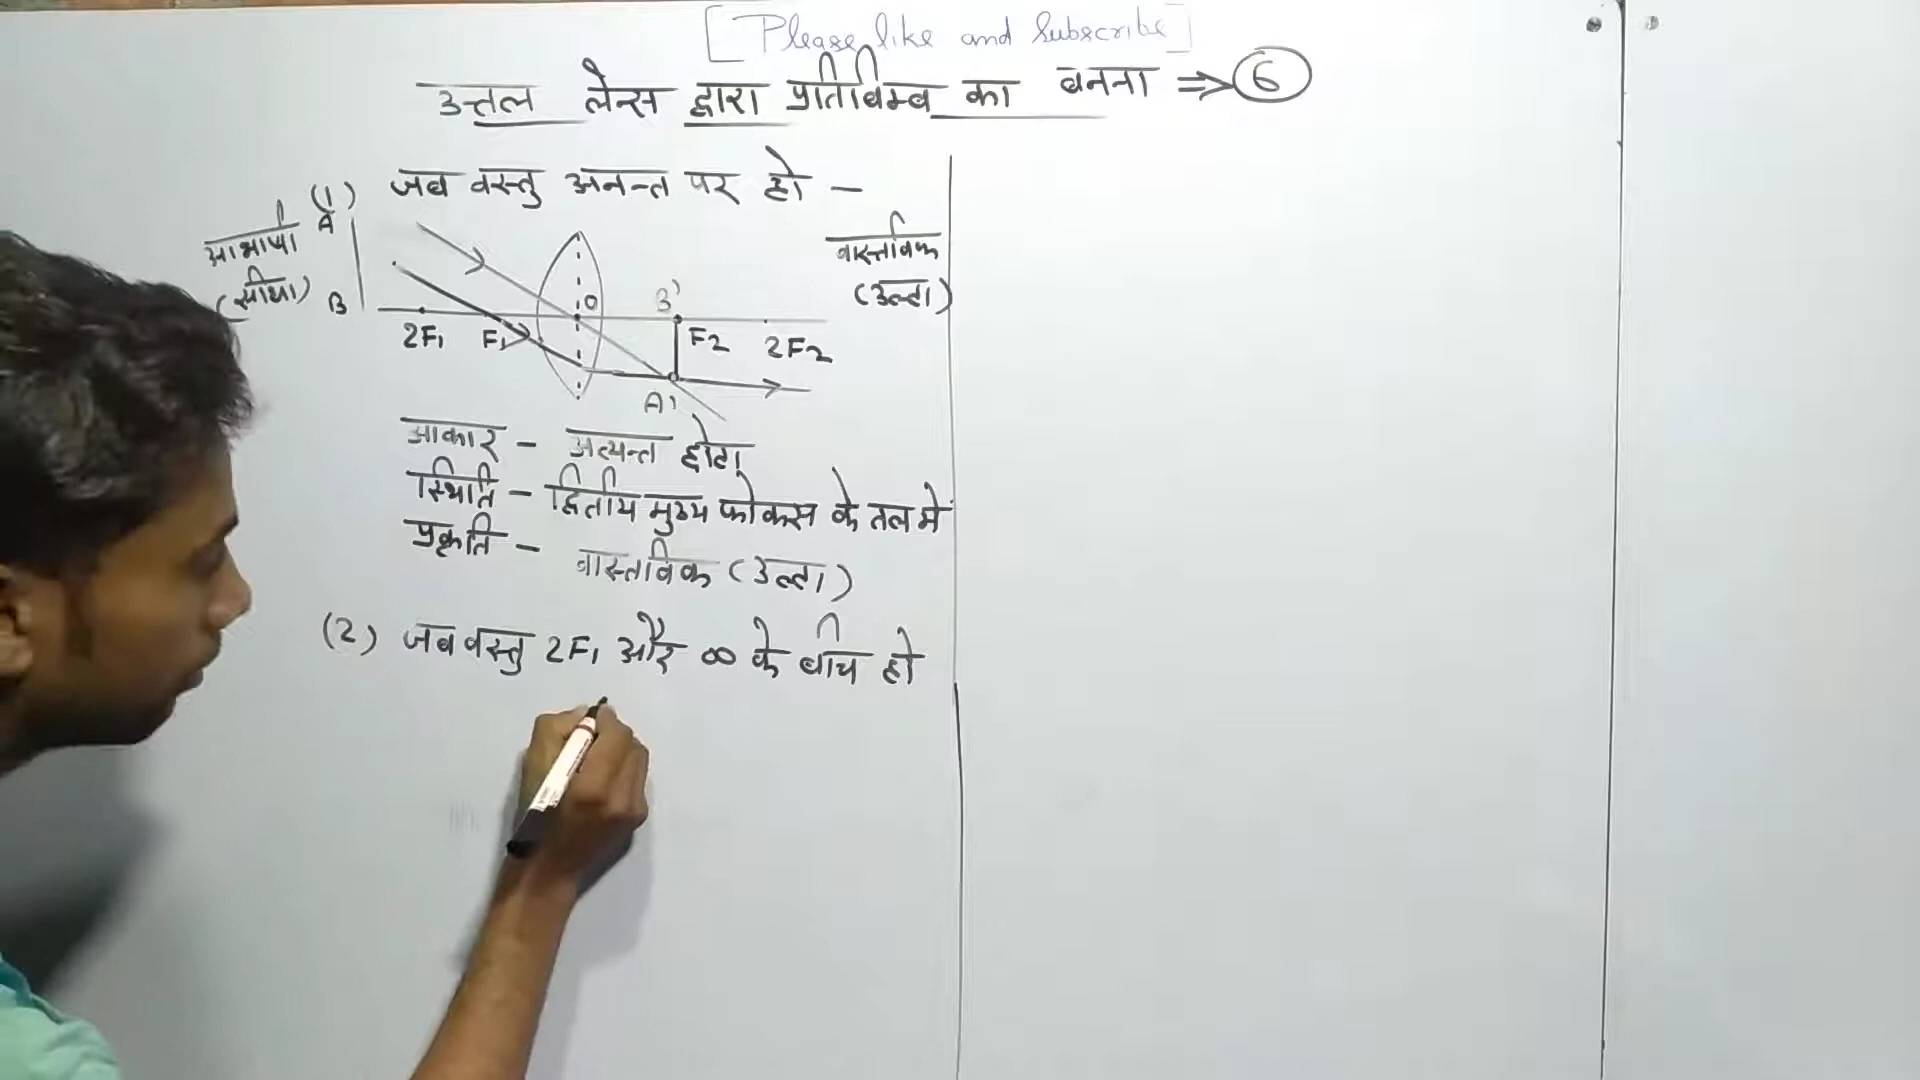 [Please like and Subscribe]
उत्तल लेन्स द्वारा प्रतिबिम्ब का बनना ⇒ 6
(1) जब वस्तु अनन्त पर हो –
आभाषी
(सीधा)
A
B
2F₁
F₁
O
B'
F2
2F2
A'
वास्तविक
(उल्टा)
आकार – अत्यन्त छोटा
स्थिति – द्वितीय मुख्य फोकस के तल मे
प्रकृति – वास्तविक (उल्टा)
(2) जब वस्तु 2F₁ और ∞ के बीच हो